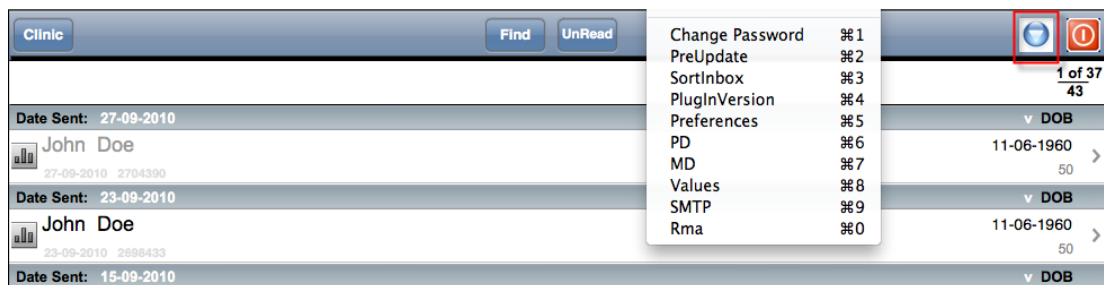 Clinic Find UnRead
Change Password ⌘1
PreUpdate ⌘2
SortInbox ⌘3
PlugInVersion ⌘4
Preferences ⌘5
PD ⌘6
MD ⌘7
Values ⌘8
SMTP ⌘9
Rma ⌘0
1 of 37
43
Date Sent: 27-09-2010 v DOB
John Doe 11-06-1960
27-09-2010 2704390 50
Date Sent: 23-09-2010 v DOB
John Doe 11-06-1960
23-09-2010 2698433 50
Date Sent: 15-09-2010 v DOB